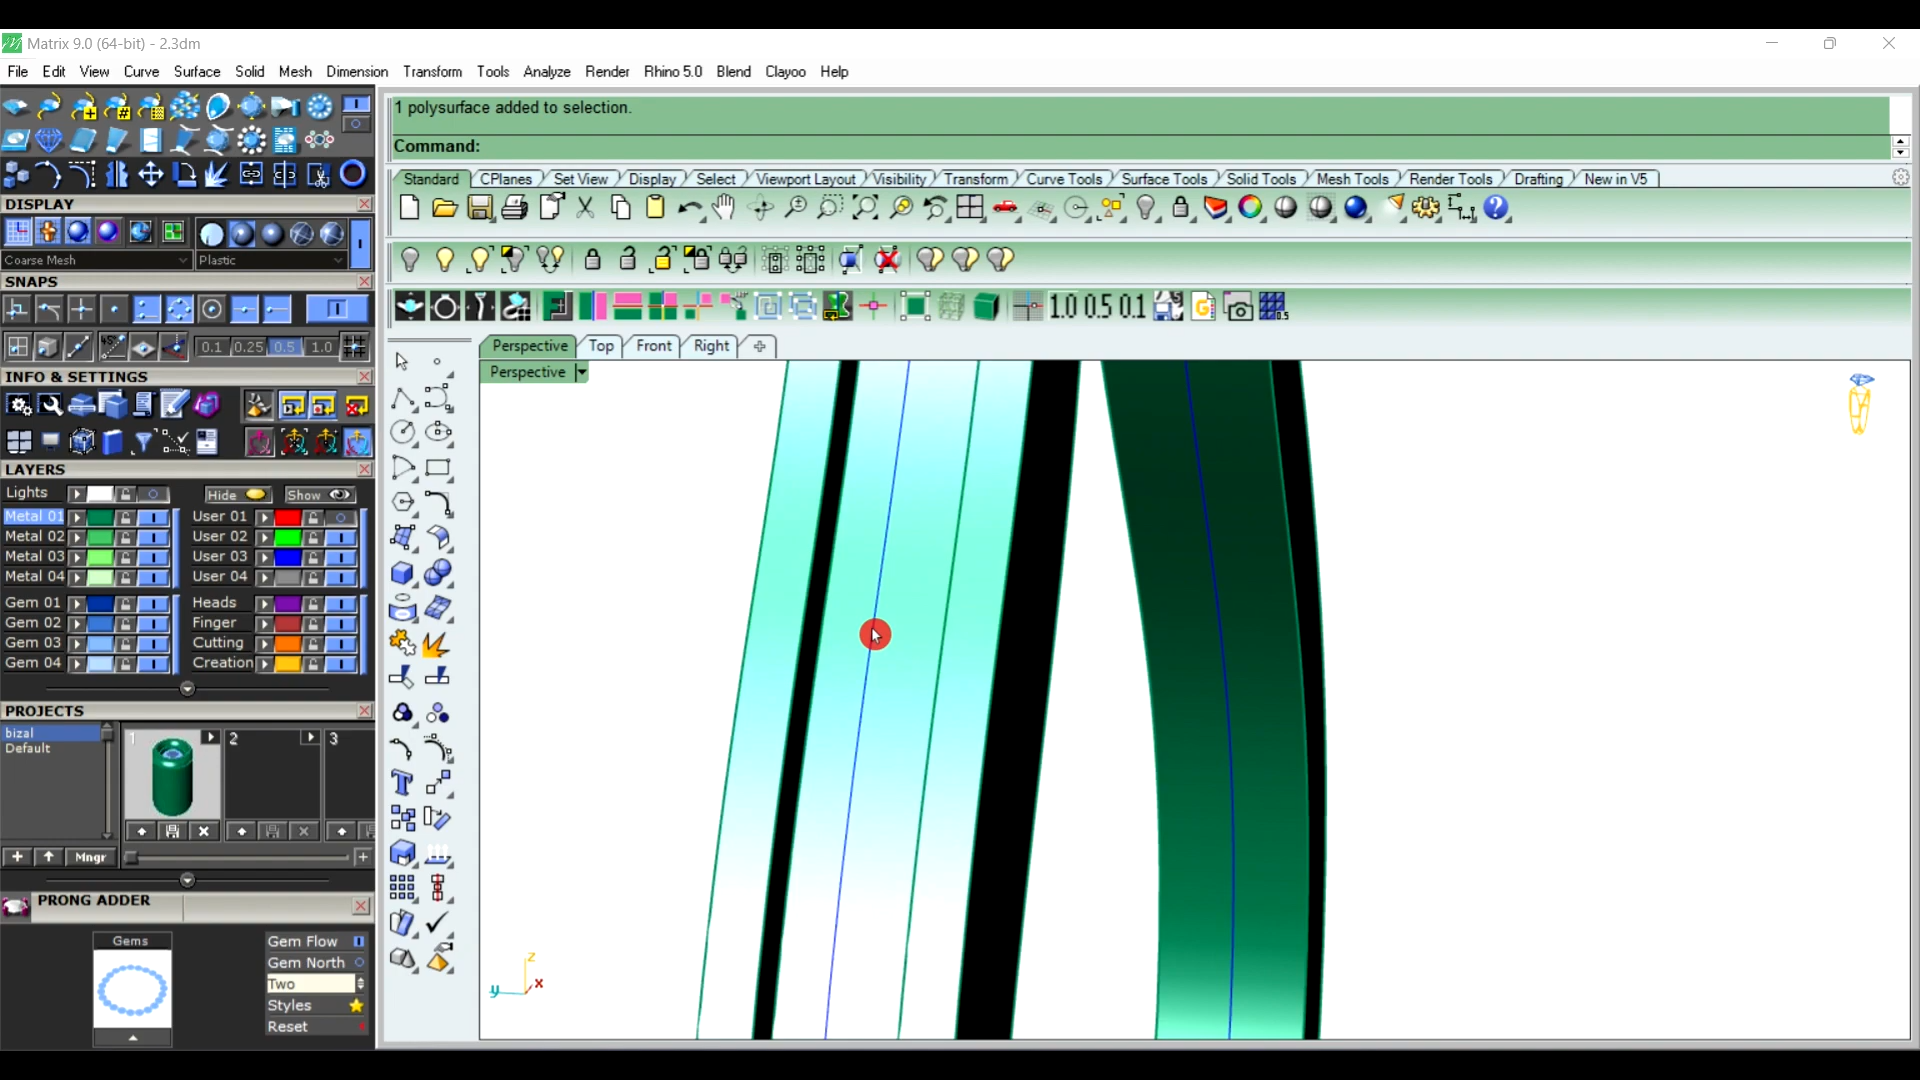 Matrix 9.0 (64-bit) - 2.3dm
File Edit View Curve Surface Solid Mesh Dimension Transform Tools Analyze Render Rhino 5.0 Blend Clayoo Help
1 polysurface added to selection.
Command:
Standard CPlanes Set View Display Select Viewport Layout Visibility Transform Curve Tools Surface Tools Solid Tools Mesh Tools Render Tools Drafting New in V5
DISPLAY
Coarse Mesh Plastic
SNAPS
1.0 0.5 0.1
0.1 0.25 0.5 1.0
Perspective Top Front Right
Perspective
INFO & SETTINGS
LAYERS
Lights Hide Show
Metal 01 User 01
Metal 02 User 02
Metal 03 User 03
Metal 04 User 04
Gem 01 Heads
Gem 02 Finger
Gem 03 Cutting
Gem 04 Creation
PROJECTS
bizal
Default
1 2 3
Mngr
PRONG ADDER
Gems
Gem Flow
Gem North
Two
Styles
Reset
z
y x